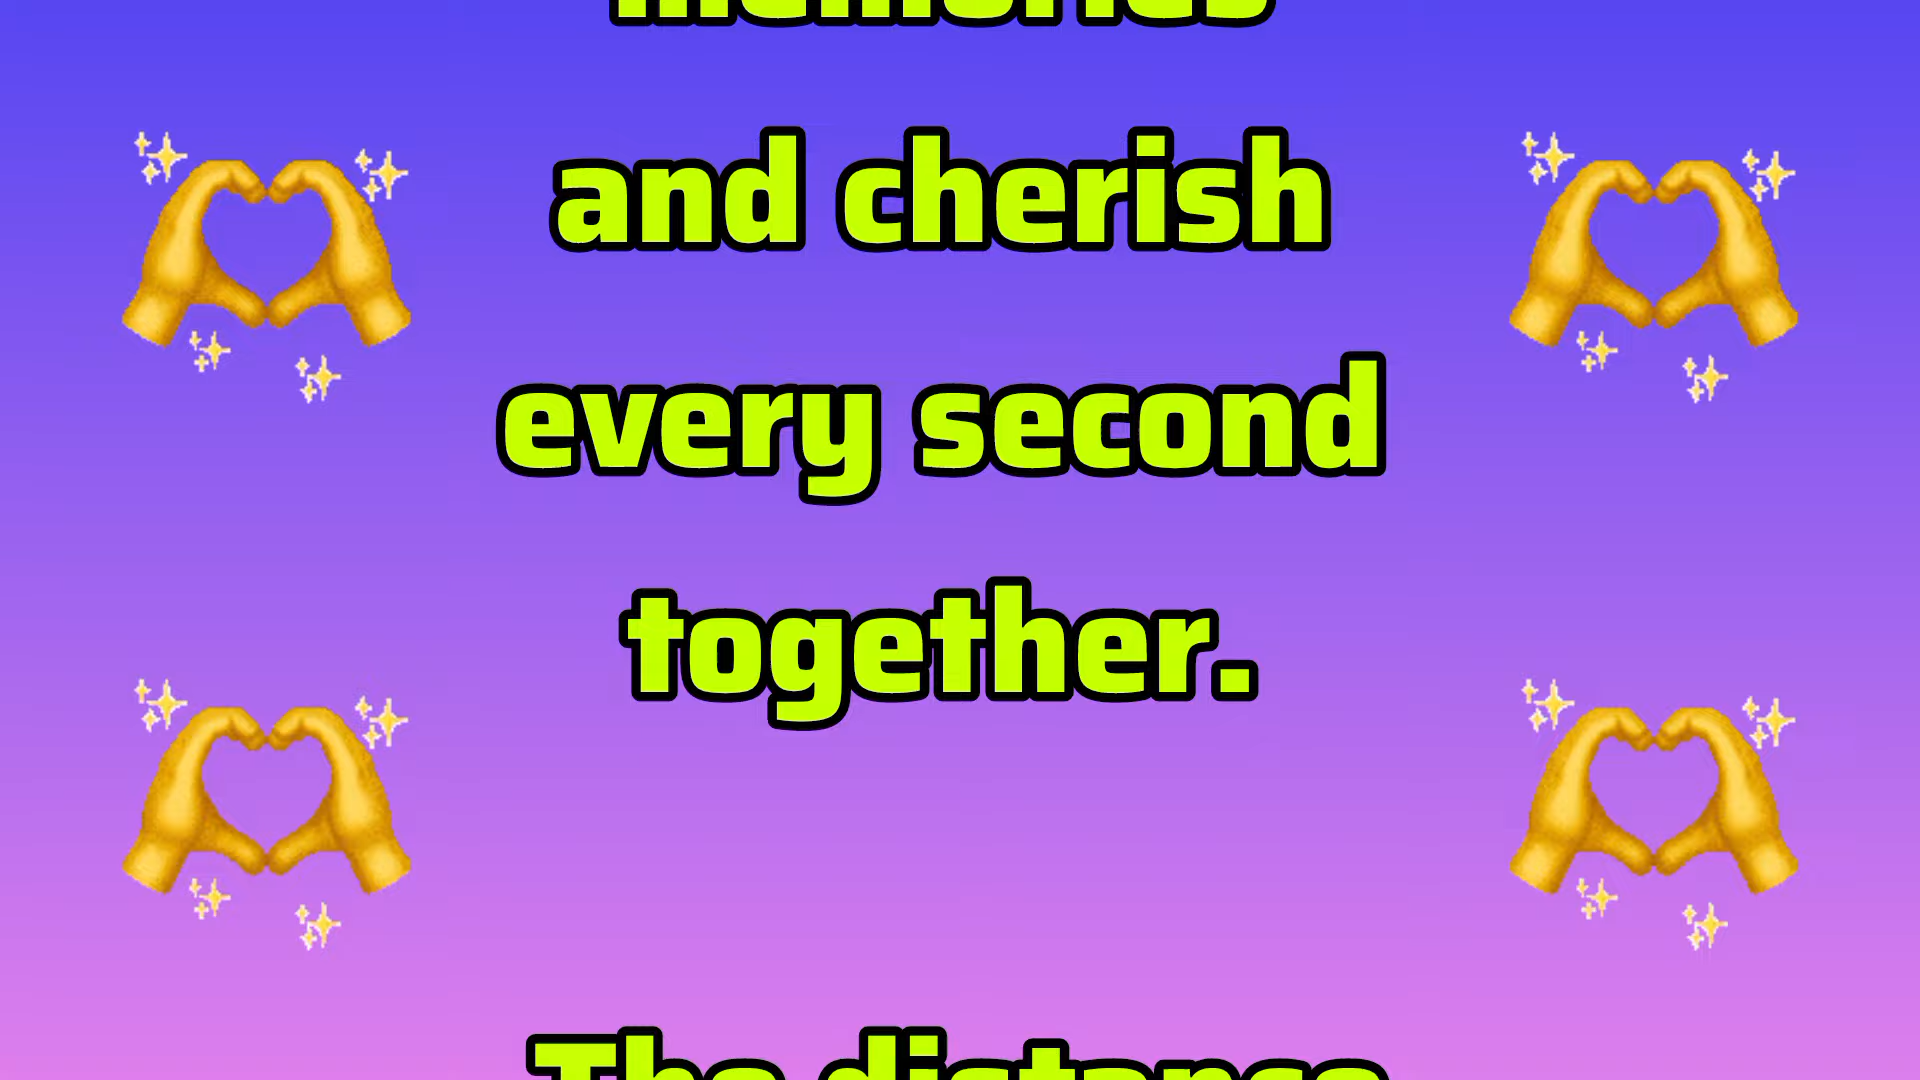 memories
and cherish
every second
together.
The distance